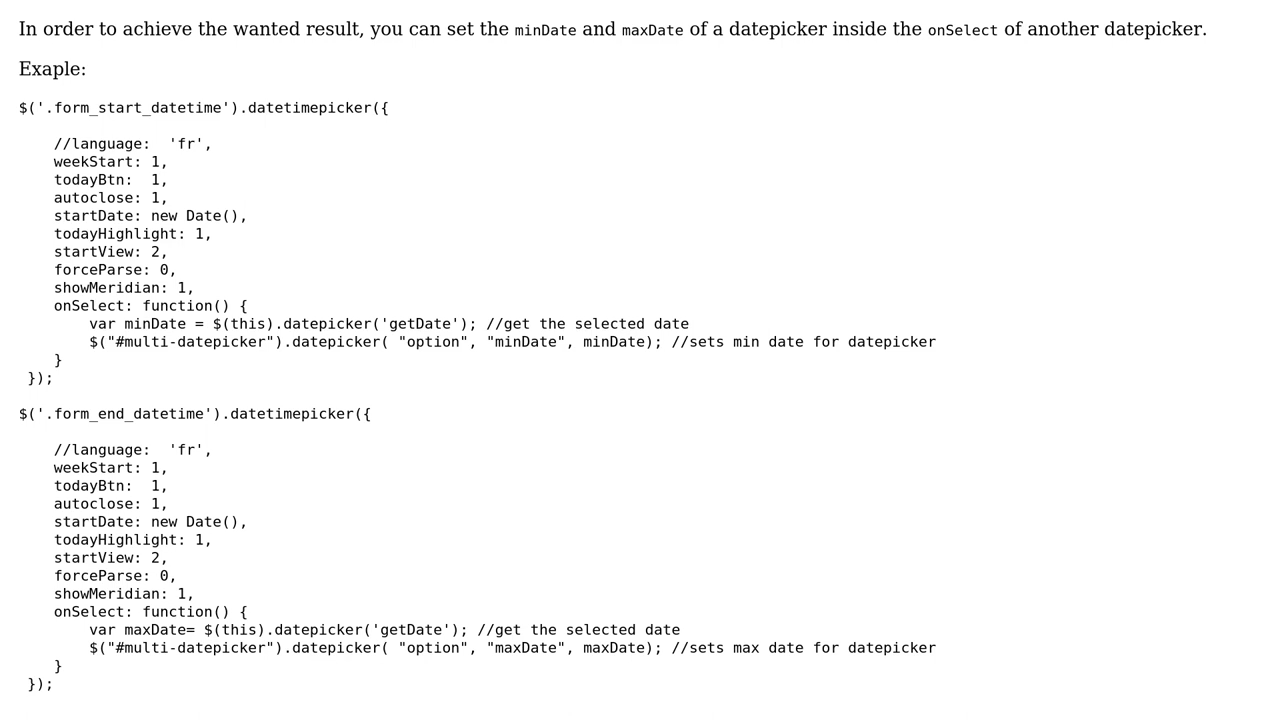 In order to achieve the wanted result, you can set the minDate and maxDate of a datepicker inside the onSelect of another datepicker.
Exaple:
$('.form_start_datetime').datetimepicker({
    //language:  'fr',
    weekStart: 1,
    todayBtn:  1,
    autoclose: 1,
    startDate: new Date(),
    todayHighlight: 1,
    startView: 2,
    forceParse: 0,
    showMeridian: 1,
    onSelect: function() {
        var minDate = $(this).datepicker('getDate'); //get the selected date
        $("#multi-datepicker").datepicker( "option", "minDate", minDate); //sets min date for datepicker
    }
 });
$('.form_end_datetime').datetimepicker({
    //language:  'fr',
    weekStart: 1,
    todayBtn:  1,
    autoclose: 1,
    startDate: new Date(),
    todayHighlight: 1,
    startView: 2,
    forceParse: 0,
    showMeridian: 1,
    onSelect: function() {
        var maxDate= $(this).datepicker('getDate'); //get the selected date
        $("#multi-datepicker").datepicker( "option", "maxDate", maxDate); //sets max date for datepicker
    }
 });